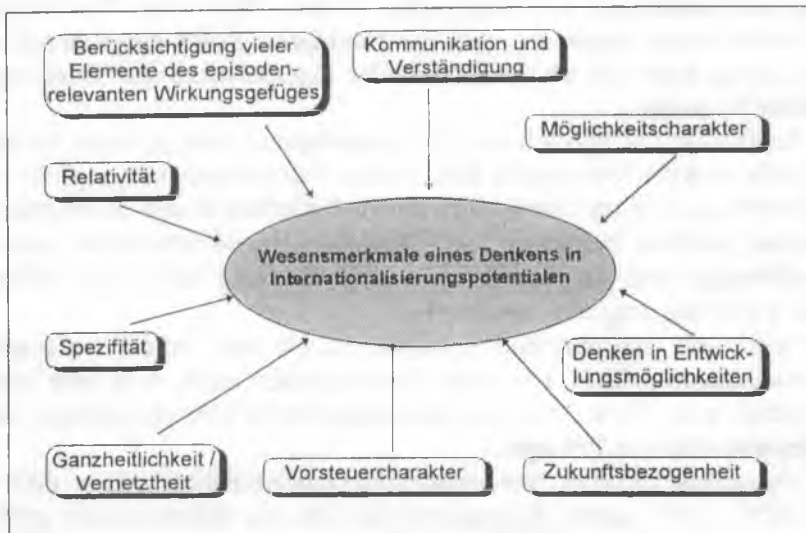 Berücksichtigung vieler
Elemente des episoden-
relevanten Wirkungsgefüges
Kommunikation und
Verständigung
Möglichkeitscharakter
Relativität
Wesensmerkmale eines Denkens in
Internationalisierungspotentialen
Spezifität
Denken in Entwick-
lungsmöglichkeiten
Ganzheitlichkeit /
Vernetztheit
Vorsteuercharakter
Zukunftsbezogenheit